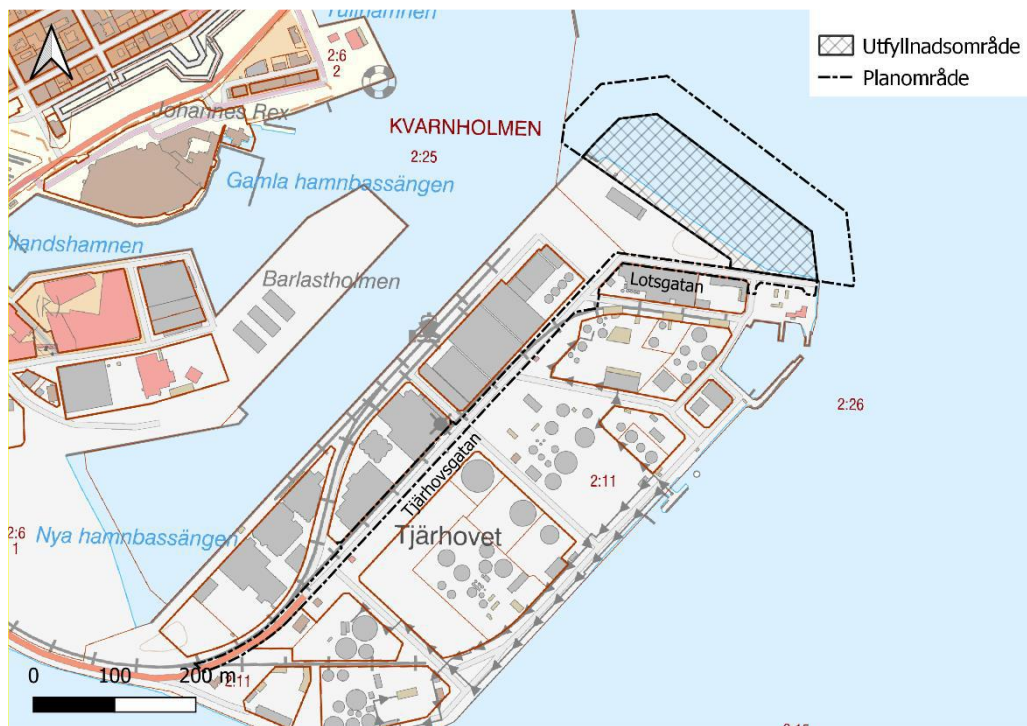 Tullhamnen
2:6
2
Utfyllnadsområde
Planområde
Johannes Rex
KVARNHOLMEN
2:25
Gamla hamnbassängen
Ölandshamnen
Barlastholmen
Lotsgatan
2:26
Tjärhovsgatan
2:11
Tjärhovet
2:6
1
Nya hamnbassängen
0 100 200 m
2:11